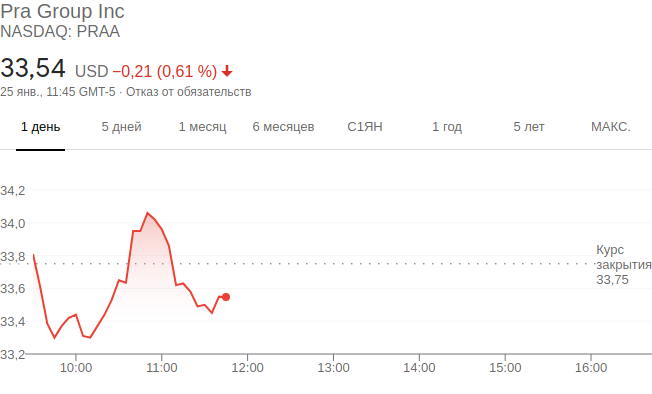 Pra Group Inc
NASDAQ: PRAA
33,54 USD −0,21 (0,61 %)
25 янв., 11:45 GMT-5 · Отказ от обязательств
1 день 5 дней 1 месяц 6 месяцев С1ЯН 1 год 5 лет МАКС.
34,2
34,0
33,8
Курс
закрытия
33,75
33,6
33,4
33,2
10:00 11:00 12:00 13:00 14:00 15:00 16:00